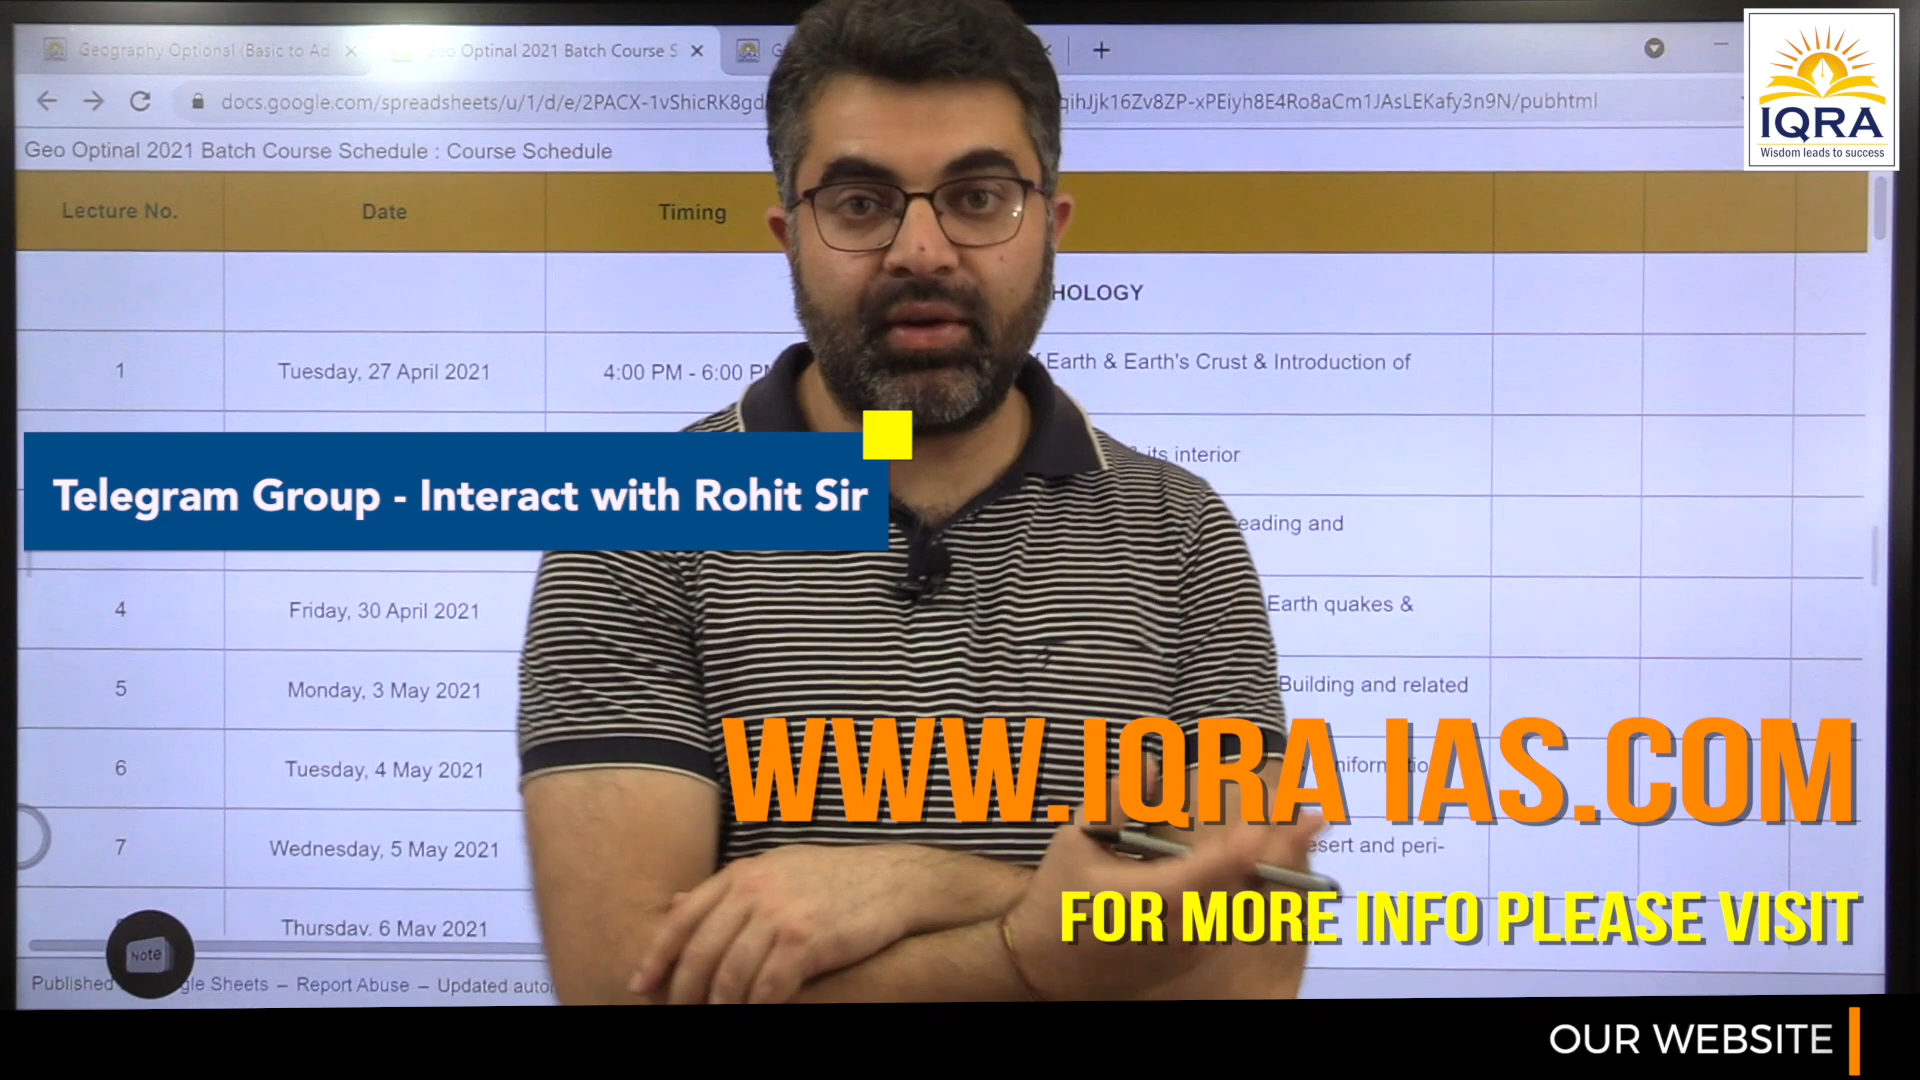 Geography Optional (Basic to Ad
Geo Optinal 2021 Batch Course S
docs.google.com/spreadsheets/u/1/d/e/2PACX-1vShicRK8gd
qihJjk16Zv8ZP-xPEiyh8E4Ro8aCm1JAsLEKafy3n9N/pubhtml
IQRA
Wisdom leads to success
Geo Optinal 2021 Batch Course Schedule : Course Schedule
Lecture No. Date Timing
HOLOGY
1 Tuesday, 27 April 2021 4:00 PM - 6:00 PM Earth & Earth's Crust & Introduction of
& its interior
Telegram Group - Interact with Rohit Sir
eading and
4 Friday, 30 April 2021 Earth quakes &
5 Monday, 3 May 2021 Building and related
WWW.IQRA IAS.COM
6 Tuesday, 4 May 2021
7 Wednesday, 5 May 2021 esert and peri-
FOR MORE INFO PLEASE VISIT
Thursday, 6 May 2021
Note
Published gle Sheets – Report Abuse – Updated auto
OUR WEBSITE